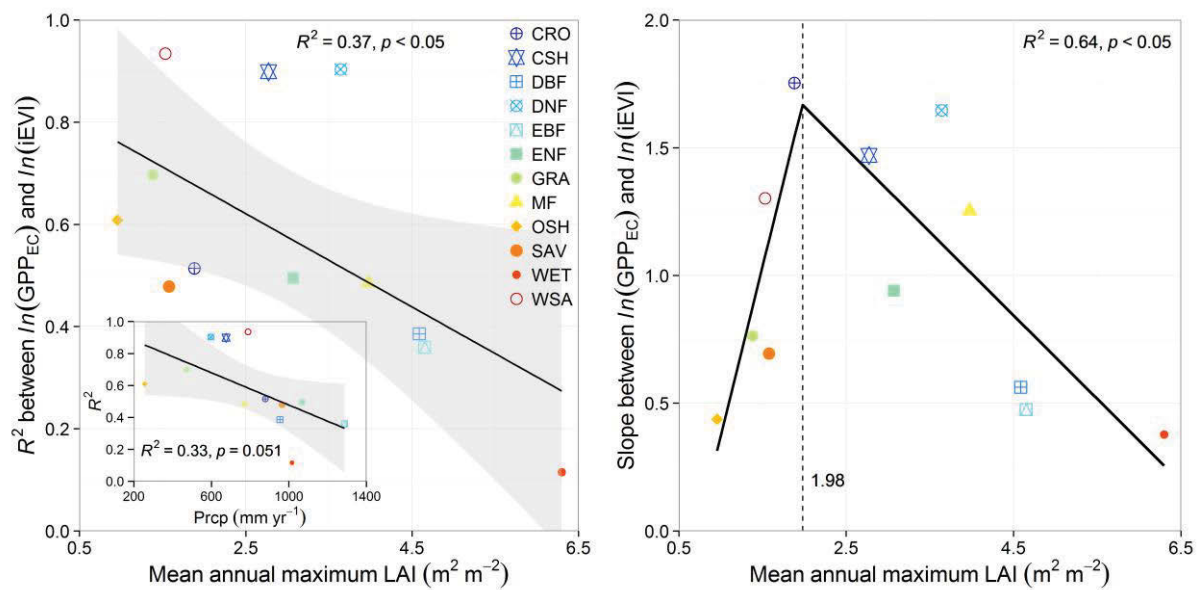 R² = 0.37, p < 0.05
CRO
CSH
DBF
DNF
EBF
ENF
GRA
MF
OSH
SAV
WET
WSA
R² between ln(GPP_EC) and ln(iEVI)
1.0
0.8
0.6
0.4
0.2
0.0
0.5
2.5
4.5
6.5
Mean annual maximum LAI (m² m⁻²)
R²
1.0
0.8
0.6
0.4
0.2
0.0
R² = 0.33, p = 0.051
200
600
1000
1400
Prcp (mm yr⁻¹)
R² = 0.64, p < 0.05
Slope between ln(GPP_EC) and ln(iEVI)
2.0
1.5
1.0
0.5
0.0
1.98
0.5
2.5
4.5
6.5
Mean annual maximum LAI (m² m⁻²)